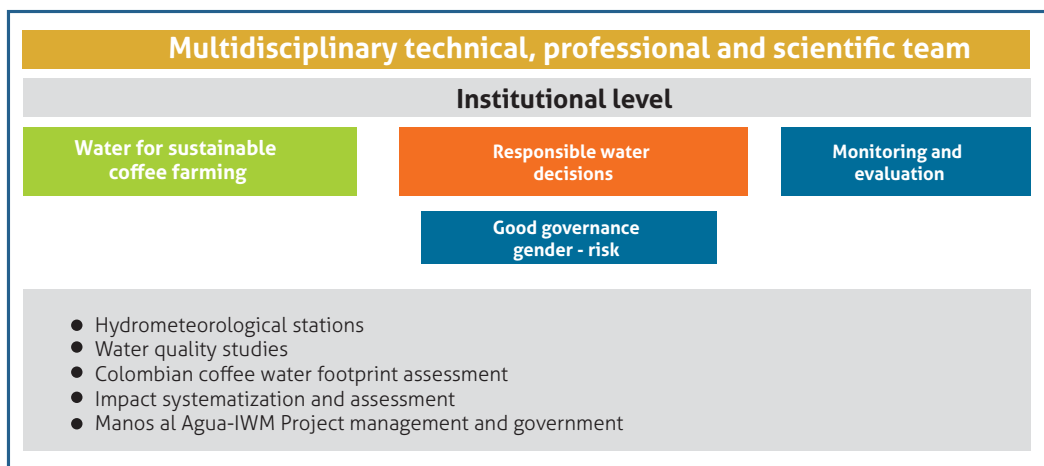 Multidisciplinary technical, professional and scientific team
Institutional level
Water for sustainable
coffee farming
Responsible water
decisions
Monitoring and
evaluation
Good governance
gender - risk
● Hydrometeorological stations
● Water quality studies
● Colombian coffee water footprint assessment
● Impact systematization and assessment
● Manos al Agua-IWM Project management and government